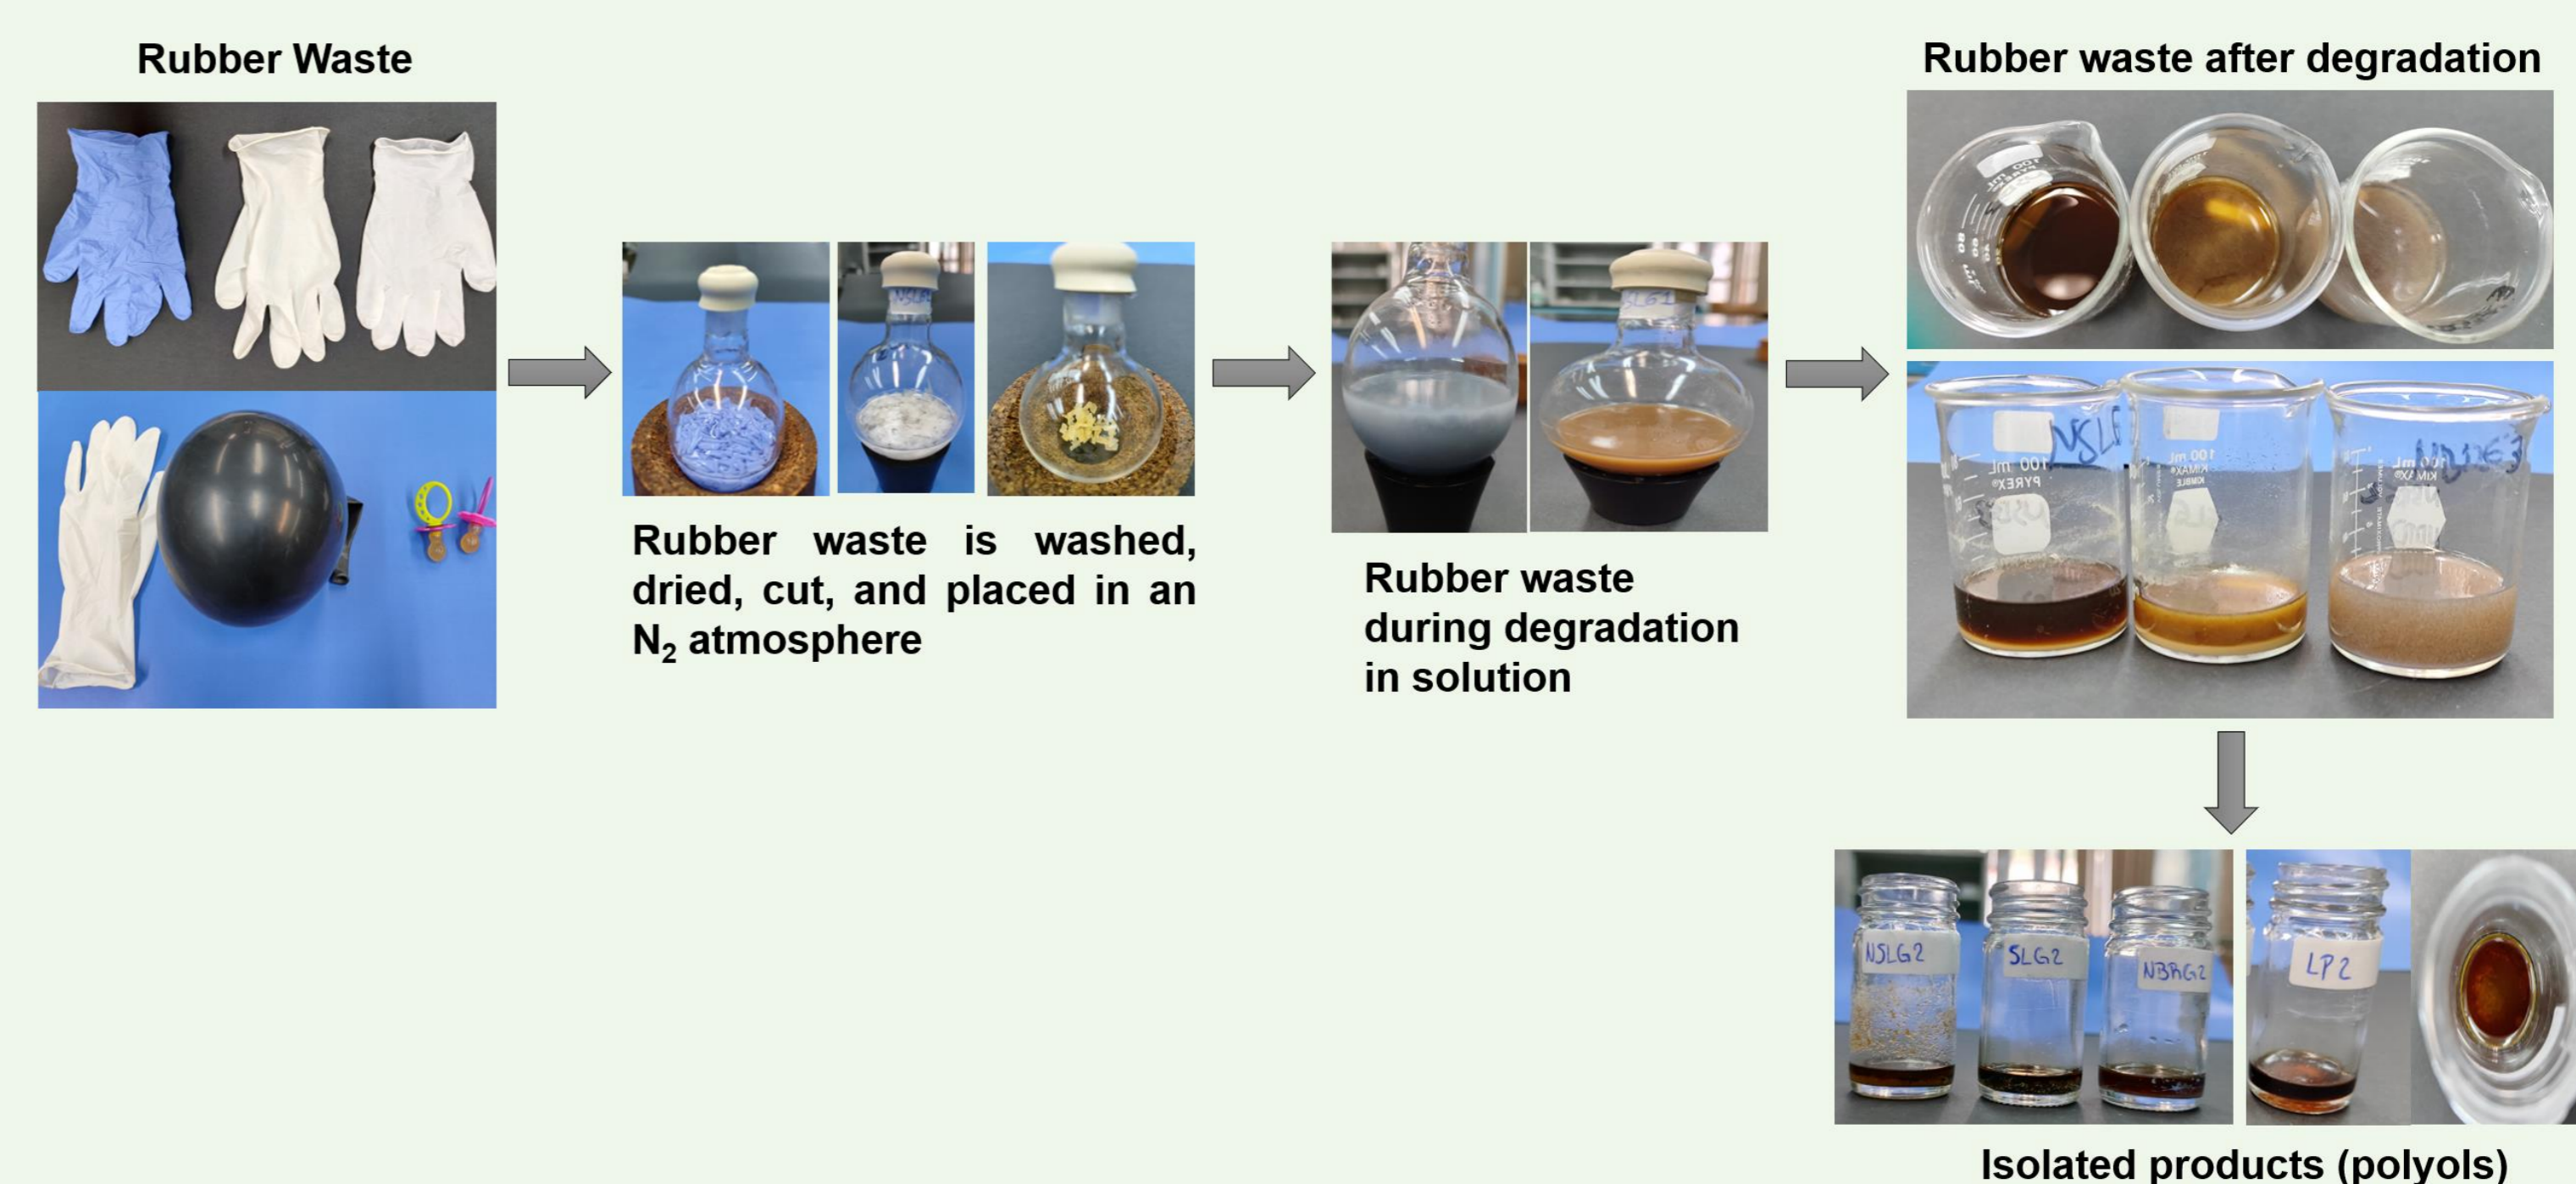 Rubber Waste
Rubber waste is washed,
dried, cut, and placed in an
N₂ atmosphere
Rubber waste
during degradation
in solution
Rubber waste after degradation
100 mL
PYREX®
100 mL
KIMAX®
KIMBLE
100 mL
KIMAX®
NSLG2
SLG2
NBRG2
LP2
Isolated products (polyols)